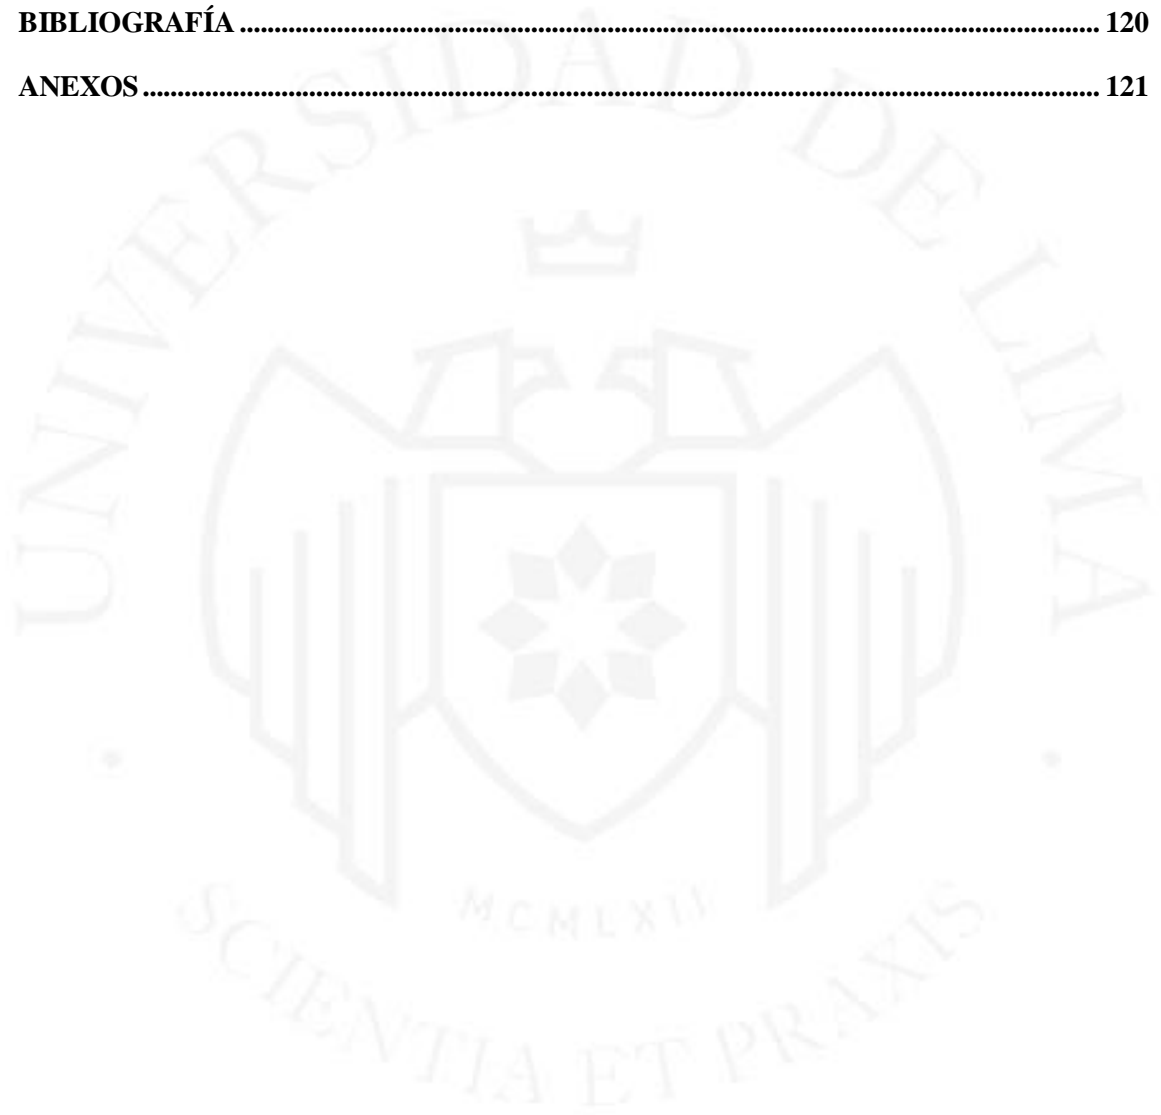 BIBLIOGRAFÍA ........................................................................................................................... 120
ANEXOS ......................................................................................................................................... 121
UNIVERSIDAD DE LIMA
MCMLXII
SCIENTIA ET PRAXIS